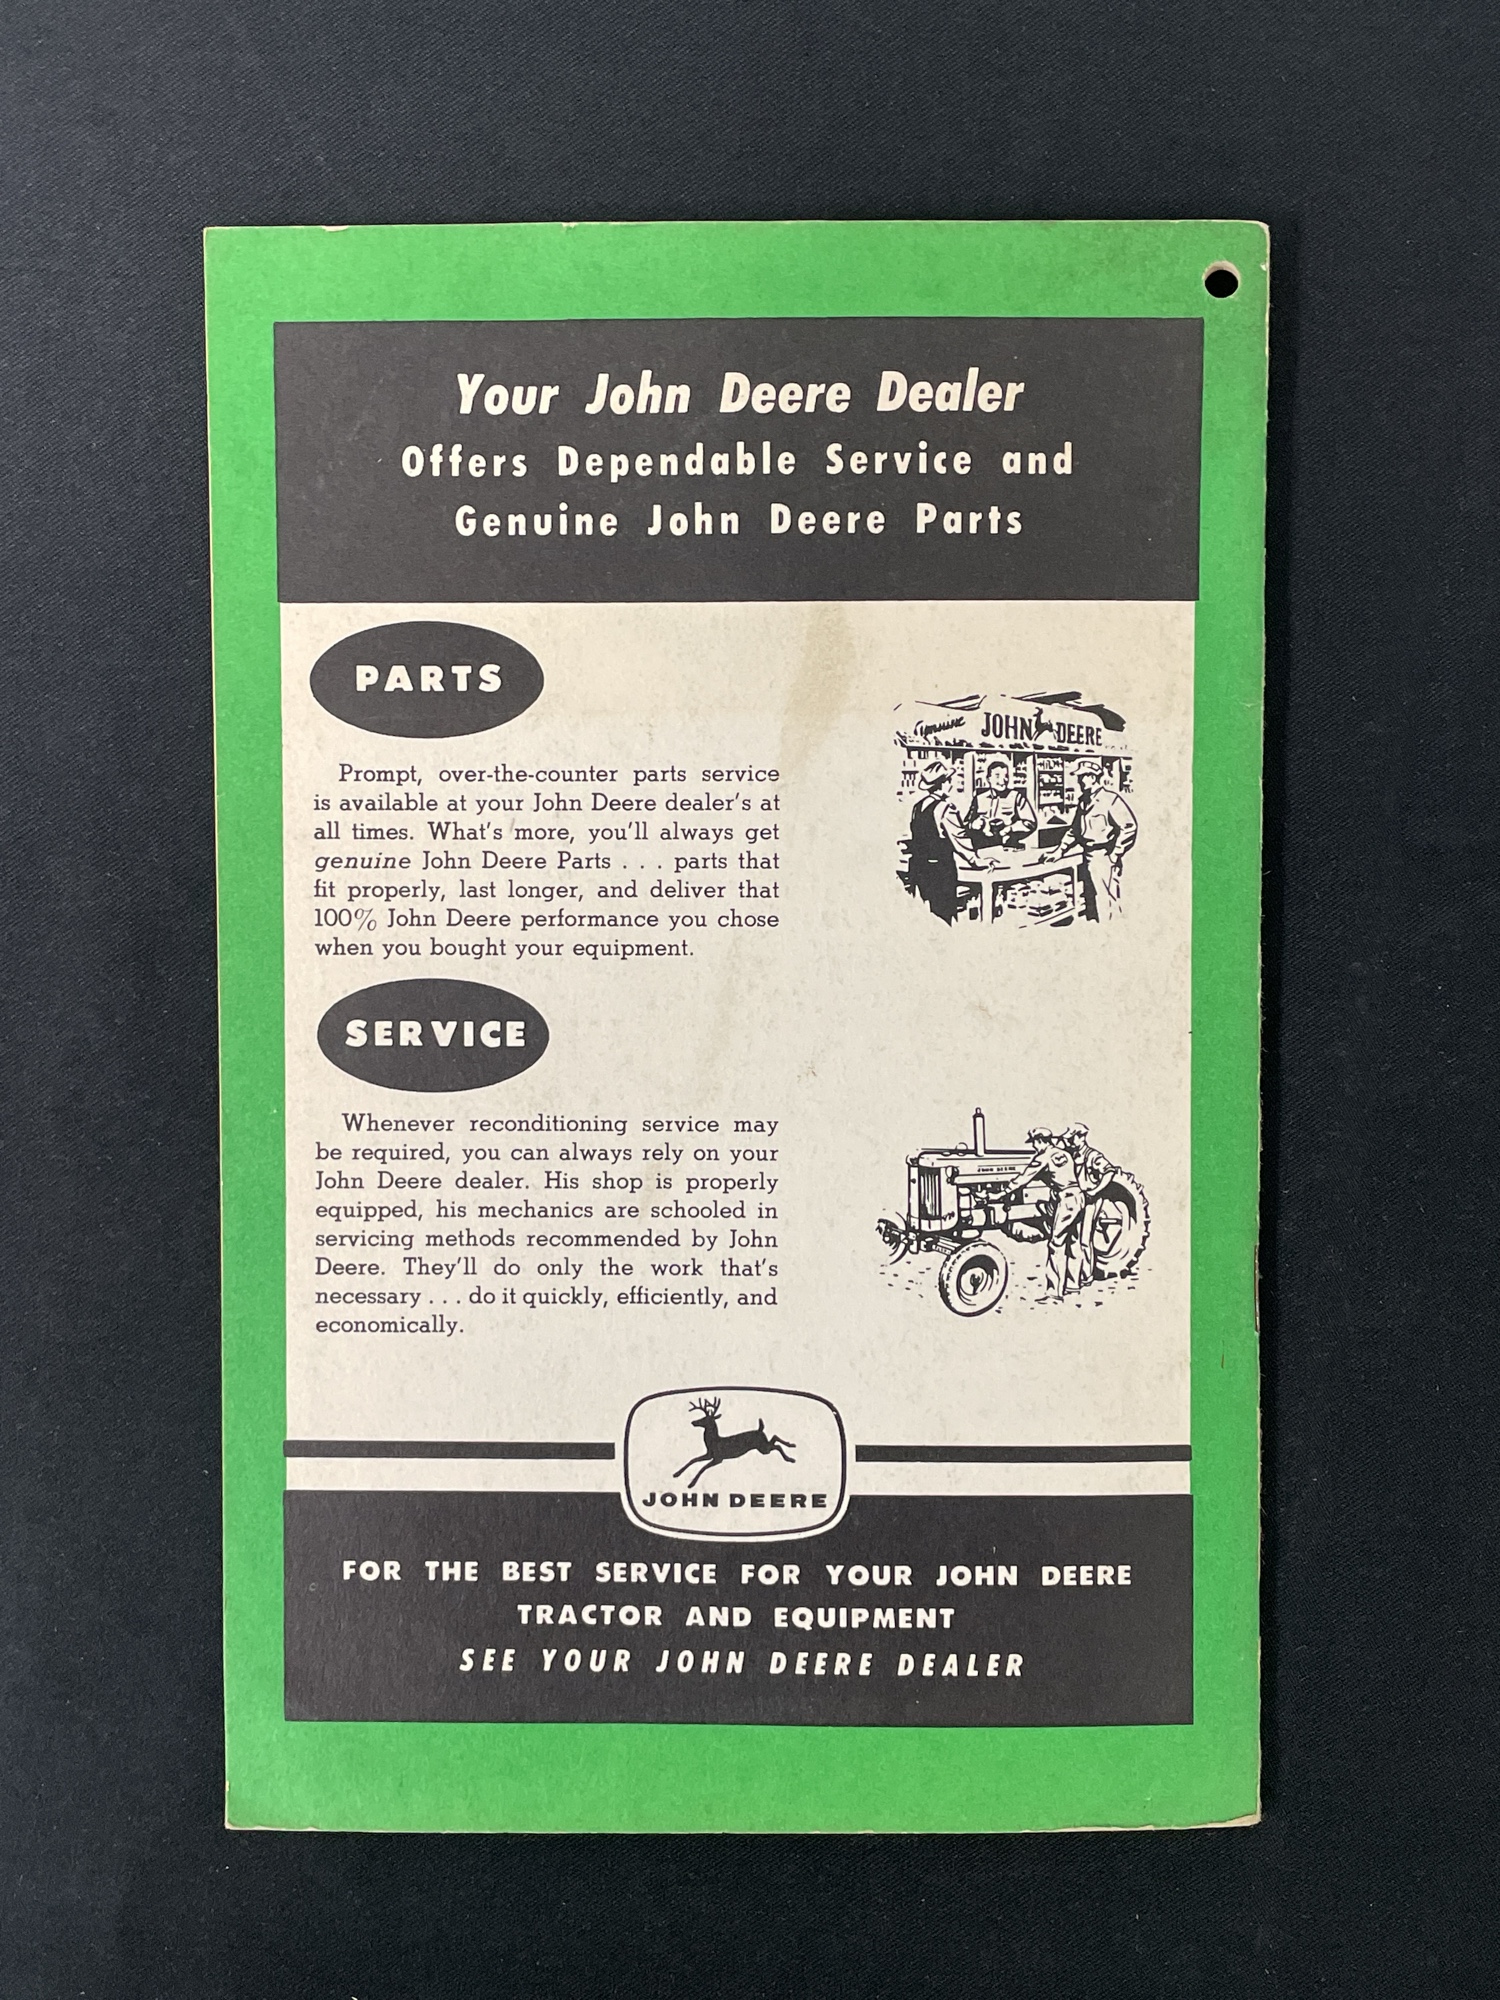 Your John Deere Dealer
Offers Dependable Service and
Genuine John Deere Parts
PARTS
Genuine JOHN DEERE
Prompt, over-the-counter parts service
is available at your John Deere dealer's at
all times. What's more, you'll always get
genuine John Deere Parts . . . parts that
fit properly, last longer, and deliver that
100% John Deere performance you chose
when you bought your equipment.
SERVICE
Whenever reconditioning service may
be required, you can always rely on your
John Deere dealer. His shop is properly
equipped, his mechanics are schooled in
servicing methods recommended by John
Deere. They'll do only the work that's
necessary . . . do it quickly, efficiently, and
economically.
JOHN DEERE
JOHN DEERE
FOR THE BEST SERVICE FOR YOUR JOHN DEERE
TRACTOR AND EQUIPMENT
SEE YOUR JOHN DEERE DEALER